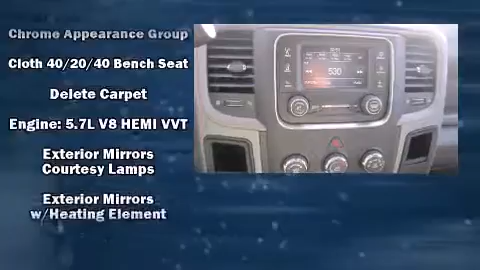 Chrome Appearance Group
Cloth 40/20/40 Bench Seat
Delete Carpet
Engine: 5.7L V8 HEMI VVT
Exterior Mirrors
Courtesy Lamps
Exterior Mirrors
w/Heating Element
530